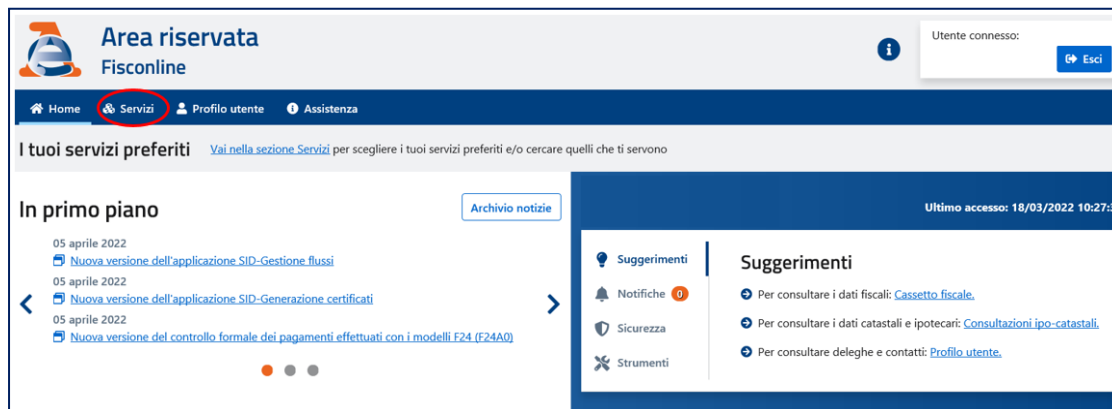 Area riservata
Fisconline
Utente connesso:
Esci
Home Servizi Profilo utente Assistenza
I tuoi servizi preferiti Vai nella sezione Servizi per scegliere i tuoi servizi preferiti e/o cercare quelli che ti servono
In primo piano
Archivio notizie
05 aprile 2022
Nuova versione dell'applicazione SID-Gestione flussi
05 aprile 2022
Nuova versione dell'applicazione SID-Generazione certificati
05 aprile 2022
Nuova versione del controllo formale dei pagamenti effettuati con i modelli F24 (F24A0)
Ultimo accesso: 18/03/2022 10:27:
Suggerimenti
Notifiche 0
Sicurezza
Strumenti
Suggerimenti
Per consultare i dati fiscali: Cassetto fiscale.
Per consultare i dati catastali e ipotecari: Consultazioni ipo-catastali.
Per consultare deleghe e contatti: Profilo utente.